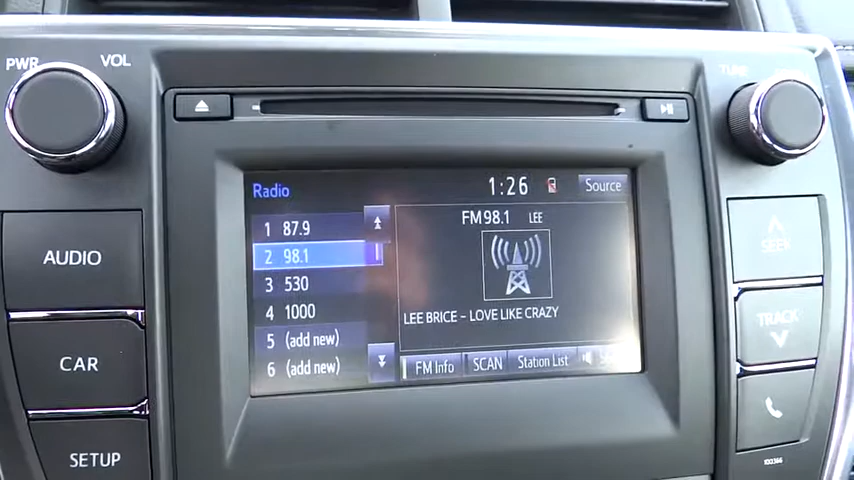 PWR VOL
TUNE
AUDIO
CAR
SETUP
Radio
1:26
Source
1 87.9
2 98.1
3 530
4 1000
5 (add new)
6 (add new)
FM98.1 LEE
LEE BRICE – LOVE LIKE CRAZY
FM Info
SCAN
Station List
SEEK
TRACK
100366